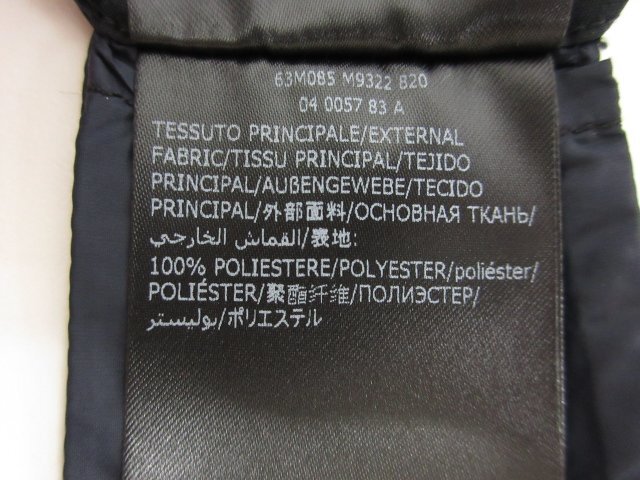 63M085 M9322 820
04 0057 83 A
TESSUTO PRINCIPALE/EXTERNAL
FABRIC/TISSU PRINCIPAL/TEJIDO
PRINCIPAL/AUßENGEWEBE/TECIDO
PRINCIPAL/外部面料/ОСНОВНАЯ ТКАНЬ/
القماش الخارجي/表地:
100% POLIESTERE/POLYESTER/poliéster/
POLIÉSTER/聚酯纤维/ПОЛИЭСТЕР/
بوليستر/ポリエステル